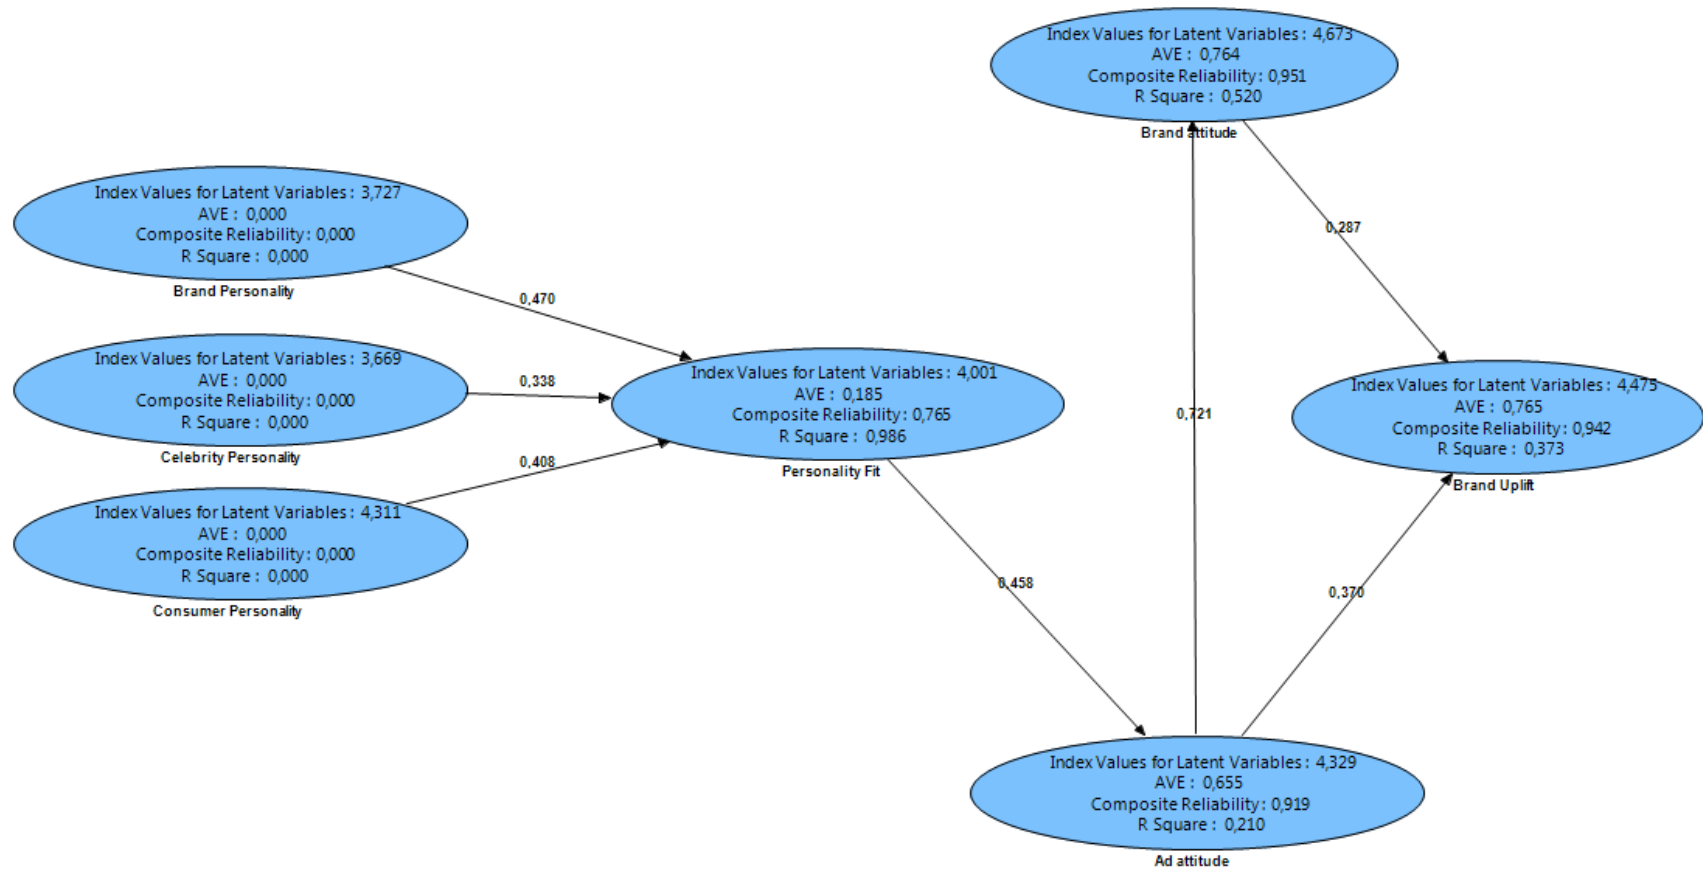 Index Values for Latent Variables : 4,673
AVE : 0,764
Composite Reliability: 0,951
R Square : 0,520
Brand attitude
Index Values for Latent Variables : 3,727
AVE : 0,000
Composite Reliability: 0,000
R Square : 0,000
Brand Personality
0,470
0,287
Index Values for Latent Variables : 3,669
AVE : 0,000
Composite Reliability: 0,000
R Square : 0,000
Celebrity Personality
0,338
Index Values for Latent Variables : 4,001
AVE : 0,185
Composite Reliability: 0,765
R Square : 0,986
Personality Fit
0,721
Index Values for Latent Variables : 4,475
AVE : 0,765
Composite Reliability: 0,942
R Square : 0,373
Brand Uplift
0,408
Index Values for Latent Variables : 4,311
AVE : 0,000
Composite Reliability: 0,000
R Square : 0,000
Consumer Personality
0,458
0,370
Index Values for Latent Variables : 4,329
AVE : 0,655
Composite Reliability: 0,919
R Square : 0,210
Ad attitude